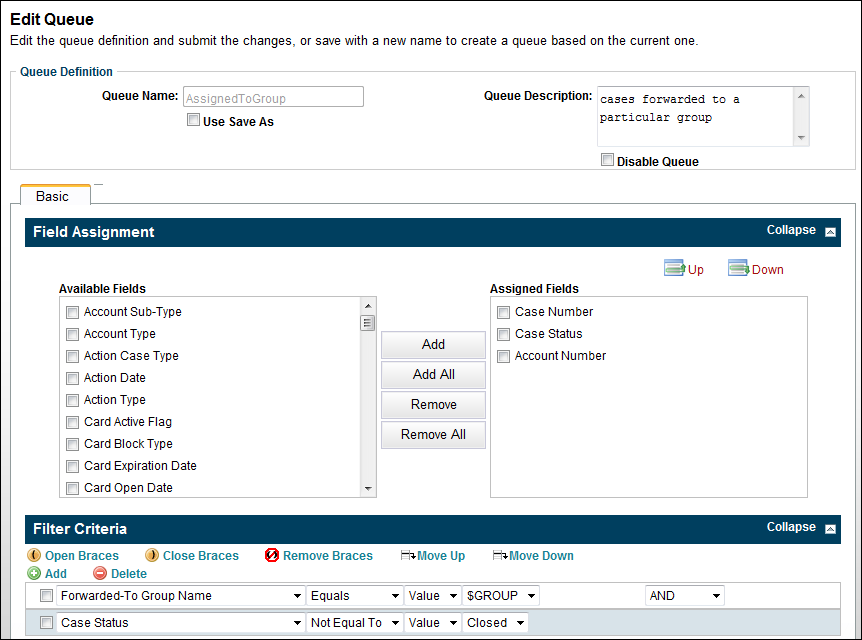 Edit Queue
Edit the queue definition and submit the changes, or save with a new name to create a queue based on the current one.
Queue Definition
Queue Name: AssignedToGroup
Use Save As
Queue Description: cases forwarded to a
particular group
Disable Queue
Basic
Field Assignment Collapse
Up Down
Available Fields
Account Sub-Type
Account Type
Action Case Type
Action Date
Action Type
Card Active Flag
Card Block Type
Card Expiration Date
Card Open Date
Add
Add All
Remove
Remove All
Assigned Fields
Case Number
Case Status
Account Number
Filter Criteria Collapse
Open Braces Close Braces Remove Braces Move Up Move Down
Add Delete
Forwarded-To Group Name Equals Value $GROUP AND
Case Status Not Equal To Value Closed